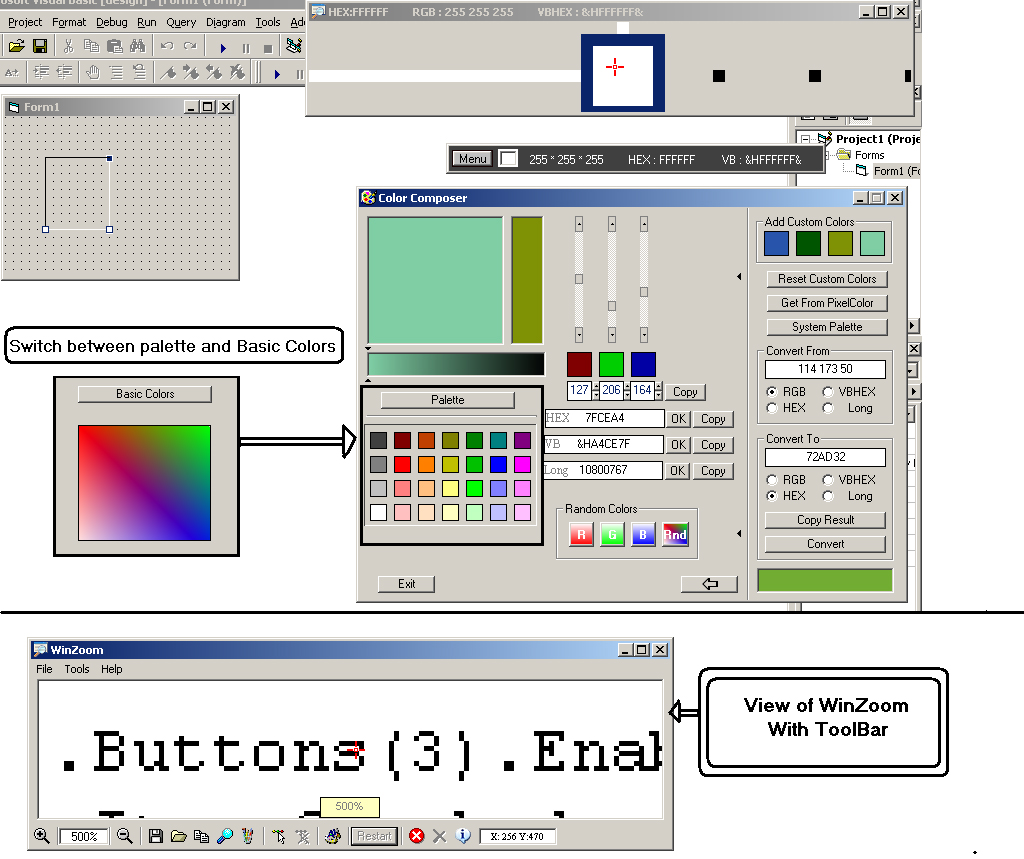 osoft Visual Basic [design] - [Form1 (Form)]
Project Format Debug Run Query Diagram Tools Add
HEX:FFFFFF RGB : 255 255 255 VBHEX : &HFFFFFF&
Form1
Menu 255 * 255 * 255 HEX : FFFFFF VB : &HFFFFFF&
Project1 (Proje
Forms
Form1 (Fo
Color Composer
Add Custom Colors
Reset Custom Colors
Get From PixelColor
System Palette
Switch between palette and Basic Colors
Basic Colors
Convert From
114 173 50
RGB VBHEX
HEX Long
127 206 164 Copy
Palette
HEX 7FCEA4 OK Copy
VB &HA4CE7F OK Copy
Long 10800767 OK Copy
Convert To
72AD32
RGB VBHEX
HEX Long
Copy Result
Convert
Random Colors
R G B Rnd
Exit
WinZoom
File Tools Help
.Buttons(3).Enab
500%
500% Restart X: 256 Y:470
View of WinZoom
With ToolBar